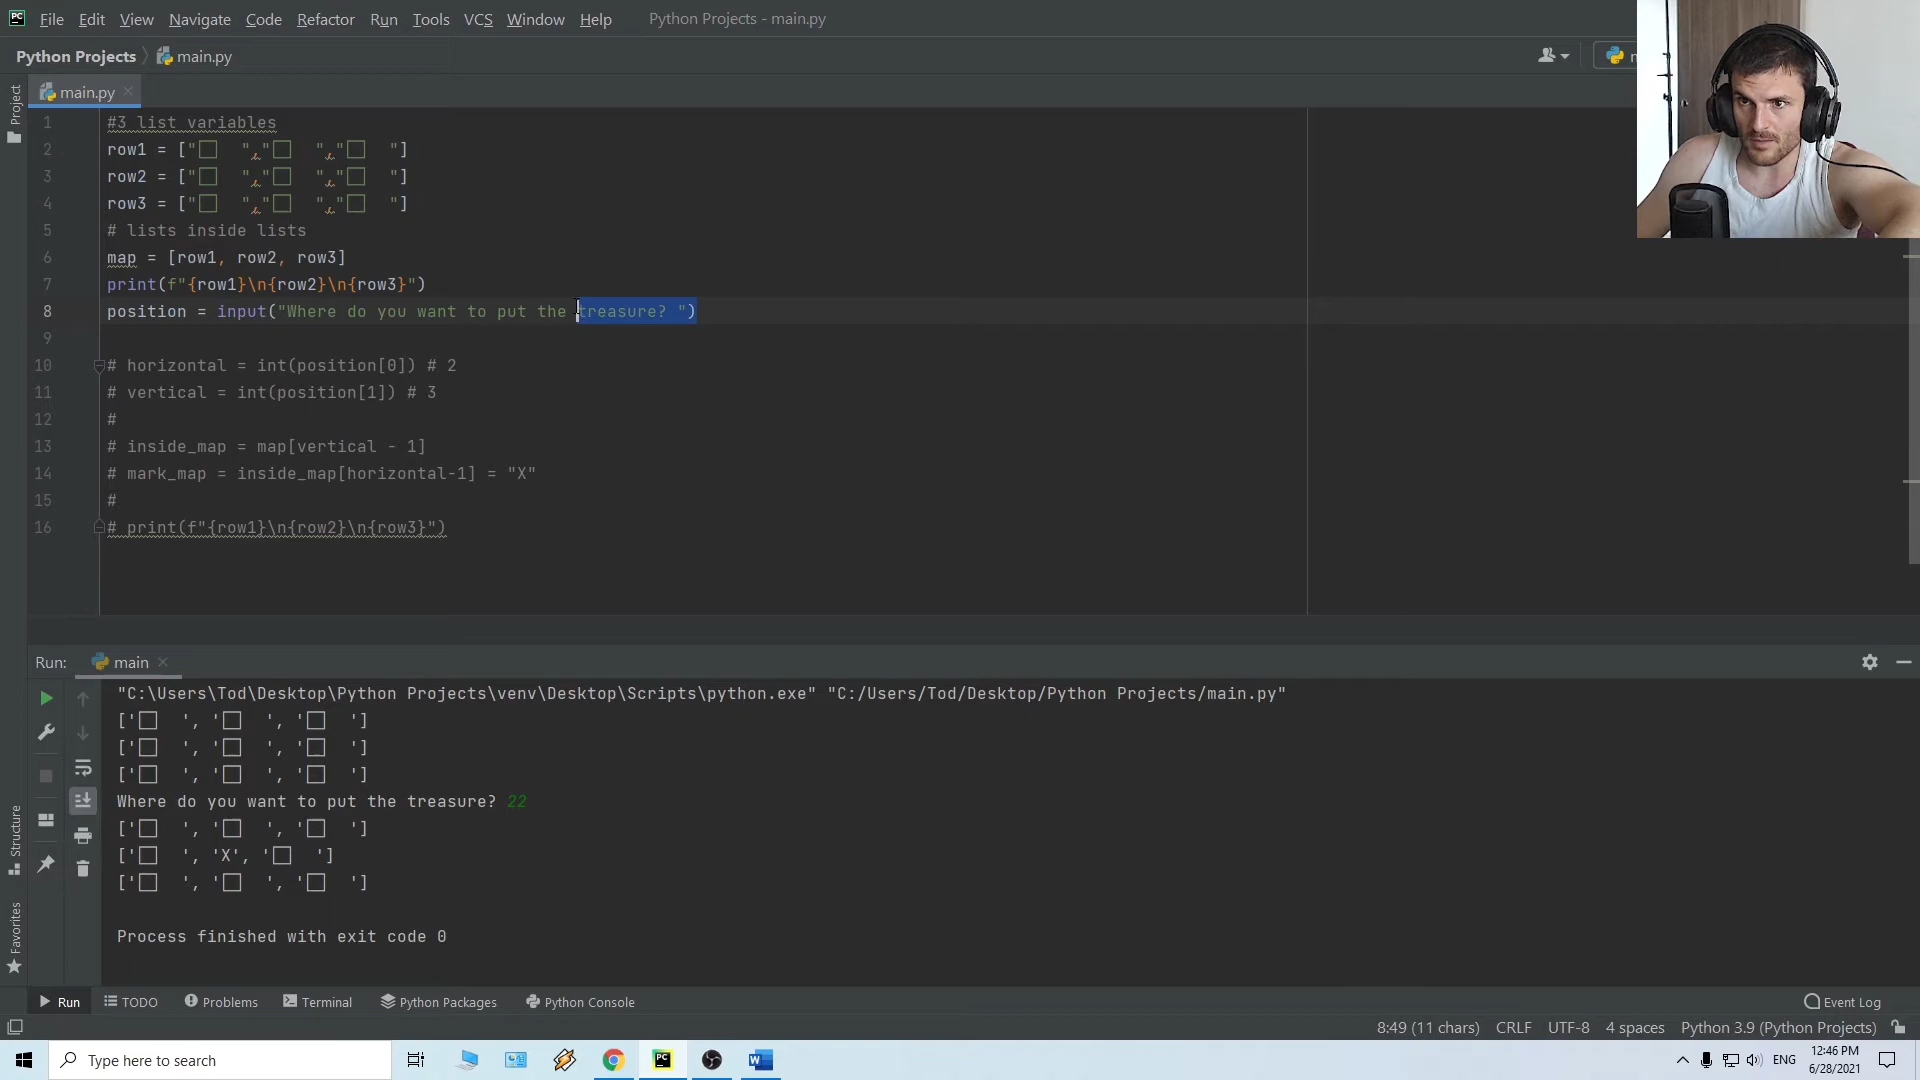 File Edit View Navigate Code Refactor Run Tools VCS Window Help Python Projects - main.py
Python Projects main.py
main.py
Project
1 #3 list variables
2 row1 = ["⬜ ","⬜ ","⬜ "]
3 row2 = ["⬜ ","⬜ ","⬜ "]
4 row3 = ["⬜ ","⬜ ","⬜ "]
5 # lists inside lists
6 map = [row1, row2, row3]
7 print(f"{row1}\n{row2}\n{row3}")
8 position = input("Where do you want to put the treasure? ")
9
10 # horizontal = int(position[0]) # 2
11 # vertical = int(position[1]) # 3
12 #
13 # inside_map = map[vertical - 1]
14 # mark_map = inside_map[horizontal-1] = "X"
15 #
16 # print(f"{row1}\n{row2}\n{row3}")
Run: main
"C:\Users\Tod\Desktop\Python Projects\venv\Desktop\Scripts\python.exe" "C:/Users/Tod/Desktop/Python Projects/main.py"
['⬜ ', '⬜ ', '⬜ ']
['⬜ ', '⬜ ', '⬜ ']
['⬜ ', '⬜ ', '⬜ ']
Where do you want to put the treasure? 22
['⬜ ', '⬜ ', '⬜ ']
['⬜ ', 'X', '⬜ ']
['⬜ ', '⬜ ', '⬜ ']
Process finished with exit code 0
Structure
Favorites
Run TODO Problems Terminal Python Packages Python Console Event Log
8:49 (11 chars) CRLF UTF-8 4 spaces Python 3.9 (Python Projects)
Type here to search
ENG
12:46 PM
6/28/2021